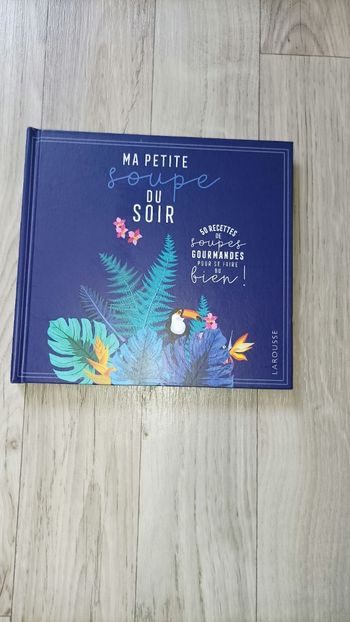 MA PETITE
soupe
DU
SOIR
50 RECETTES
DE
soupes
GOURMANDES
POUR SE FAIRE
DU
bien !
LAROUSSE